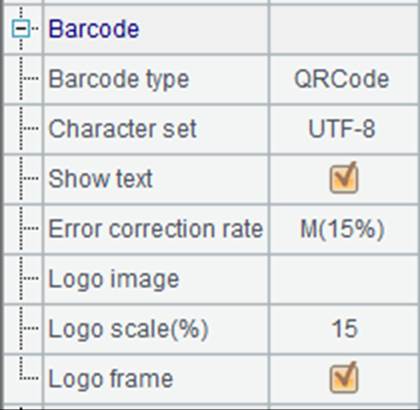 Barcode
Barcode type QRCode
Character set UTF-8
Show text
Error correction rate M(15%)
Logo image
Logo scale(%) 15
Logo frame